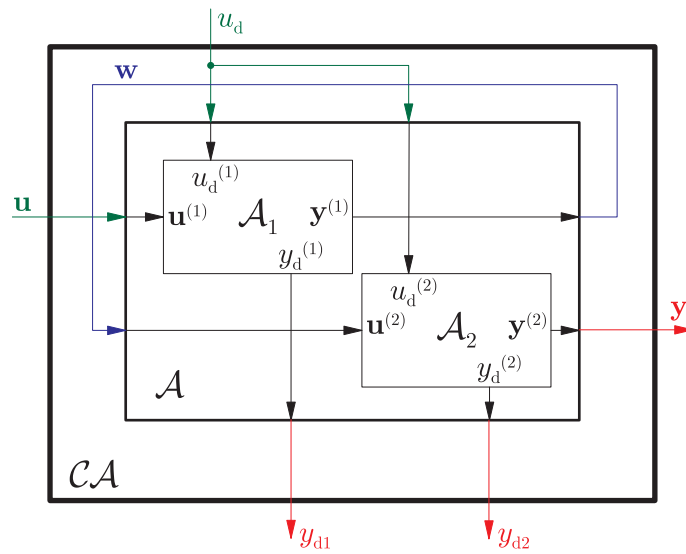 u_d
w
u_d^(1)
u u^(1) 𝒜_1 y^(1)
y_d^(1)
u_d^(2)
u^(2) 𝒜_2 y^(2) y
y_d^(2)
𝒜
𝒞𝒜
y_d1 y_d2